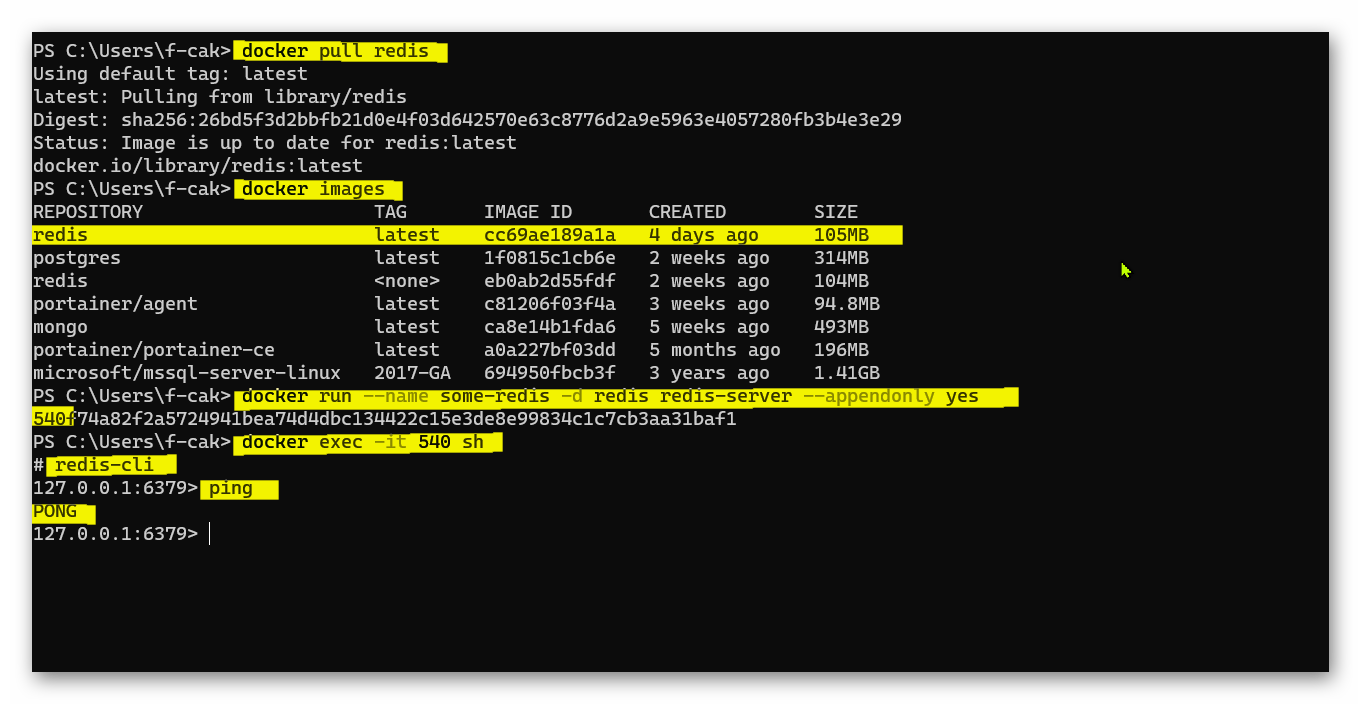 PS C:\Users\f-cak> docker pull redis
Using default tag: latest
latest: Pulling from library/redis
Digest: sha256:26bd5f3d2bbfb21d0e4f03d642570e63c8776d2a9e5963e4057280fb3b4e3e29
Status: Image is up to date for redis:latest
docker.io/library/redis:latest
PS C:\Users\f-cak> docker images
REPOSITORY TAG IMAGE ID CREATED SIZE
redis latest cc69ae189a1a 4 days ago 105MB
postgres latest 1f0815c1cb6e 2 weeks ago 314MB
redis <none> eb0ab2d55fdf 2 weeks ago 104MB
portainer/agent latest c81206f03f4a 3 weeks ago 94.8MB
mongo latest ca8e14b1fda6 5 weeks ago 493MB
portainer/portainer-ce latest a0a227bf03dd 5 months ago 196MB
microsoft/mssql-server-linux 2017-GA 694950fbcb3f 3 years ago 1.41GB
PS C:\Users\f-cak> docker run --name some-redis -d redis redis-server --appendonly yes
540f74a82f2a5724941bea74d4dbc134422c15e3de8e99834c1c7cb3aa31baf1
PS C:\Users\f-cak> docker exec -it 540 sh
# redis-cli
127.0.0.1:6379> ping
PONG
127.0.0.1:6379>